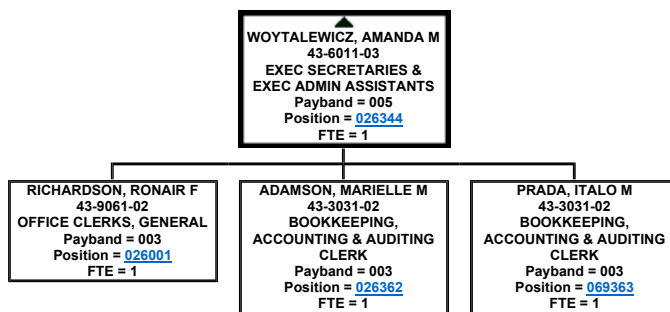 WOYTALEWICZ, AMANDA M
43-6011-03
EXEC SECRETARIES &
EXEC ADMIN ASSISTANTS
Payband = 005
Position = 026344
FTE = 1
RICHARDSON, RONAIR F
43-9061-02
OFFICE CLERKS, GENERAL
Payband = 003
Position = 026001
FTE = 1
ADAMSON, MARIELLE M
43-3031-02
BOOKKEEPING,
ACCOUNTING & AUDITING
CLERK
Payband = 003
Position = 026362
FTE = 1
PRADA, ITALO M
43-3031-02
BOOKKEEPING,
ACCOUNTING & AUDITING
CLERK
Payband = 003
Position = 069363
FTE = 1